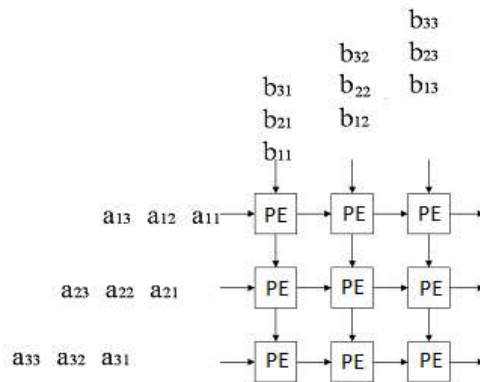 b33
b32 b23
b31 b22 b13
b21 b12
b11
a13 a12 a11 PE PE PE
a23 a22 a21 PE PE PE
a33 a32 a31 PE PE PE